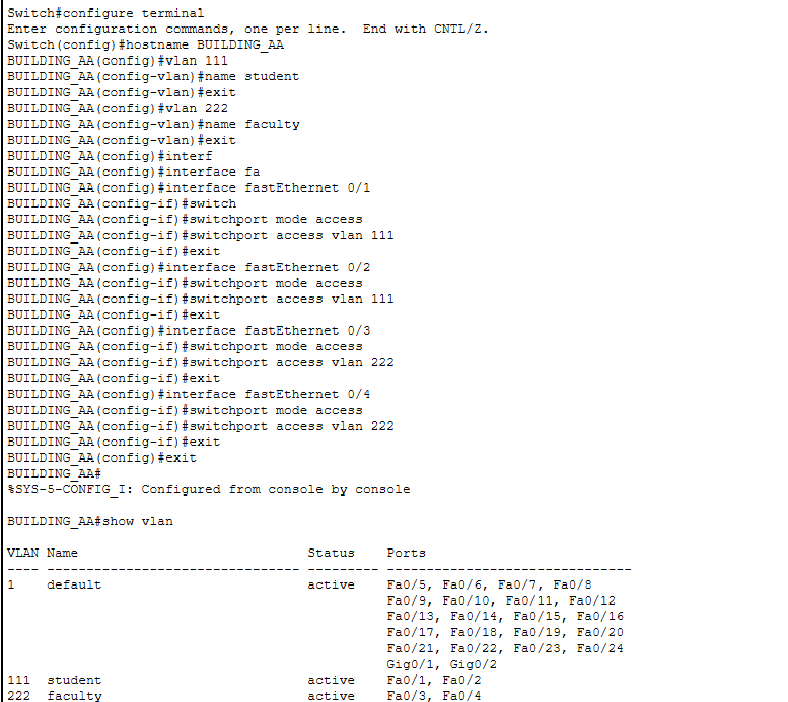 Switch#configure terminal
Enter configuration commands, one per line.  End with CNTL/Z.
Switch(config)#hostname BUILDING_AA
BUILDING_AA(config)#vlan 111
BUILDING_AA(config-vlan)#name student
BUILDING_AA(config-vlan)#exit
BUILDING_AA(config)#vlan 222
BUILDING_AA(config-vlan)#name faculty
BUILDING_AA(config-vlan)#exit
BUILDING_AA(config)#interf
BUILDING_AA(config)#interface fa
BUILDING_AA(config)#interface fastEthernet 0/1
BUILDING_AA(config-if)#switch
BUILDING_AA(config-if)#switchport mode access
BUILDING_AA(config-if)#switchport access vlan 111
BUILDING_AA(config-if)#exit
BUILDING_AA(config)#interface fastEthernet 0/2
BUILDING_AA(config-if)#switchport mode access
BUILDING_AA(config-if)#switchport access vlan 111
BUILDING_AA(config-if)#exit
BUILDING_AA(config)#interface fastEthernet 0/3
BUILDING_AA(config-if)#switchport mode access
BUILDING_AA(config-if)#switchport access vlan 222
BUILDING_AA(config-if)#exit
BUILDING_AA(config)#interface fastEthernet 0/4
BUILDING_AA(config-if)#switchport mode access
BUILDING_AA(config-if)#switchport access vlan 222
BUILDING_AA(config-if)#exit
BUILDING_AA(config)#exit
BUILDING_AA#
%SYS-5-CONFIG_I: Configured from console by console
BUILDING_AA#show vlan
VLAN Name                             Status    Ports
---- -------------------------------- --------- -------------------------------
1    default                          active    Fa0/5, Fa0/6, Fa0/7, Fa0/8
                                                Fa0/9, Fa0/10, Fa0/11, Fa0/12
                                                Fa0/13, Fa0/14, Fa0/15, Fa0/16
                                                Fa0/17, Fa0/18, Fa0/19, Fa0/20
                                                Fa0/21, Fa0/22, Fa0/23, Fa0/24
                                                Gig0/1, Gig0/2
111  student                          active    Fa0/1, Fa0/2
222  faculty                          active    Fa0/3, Fa0/4